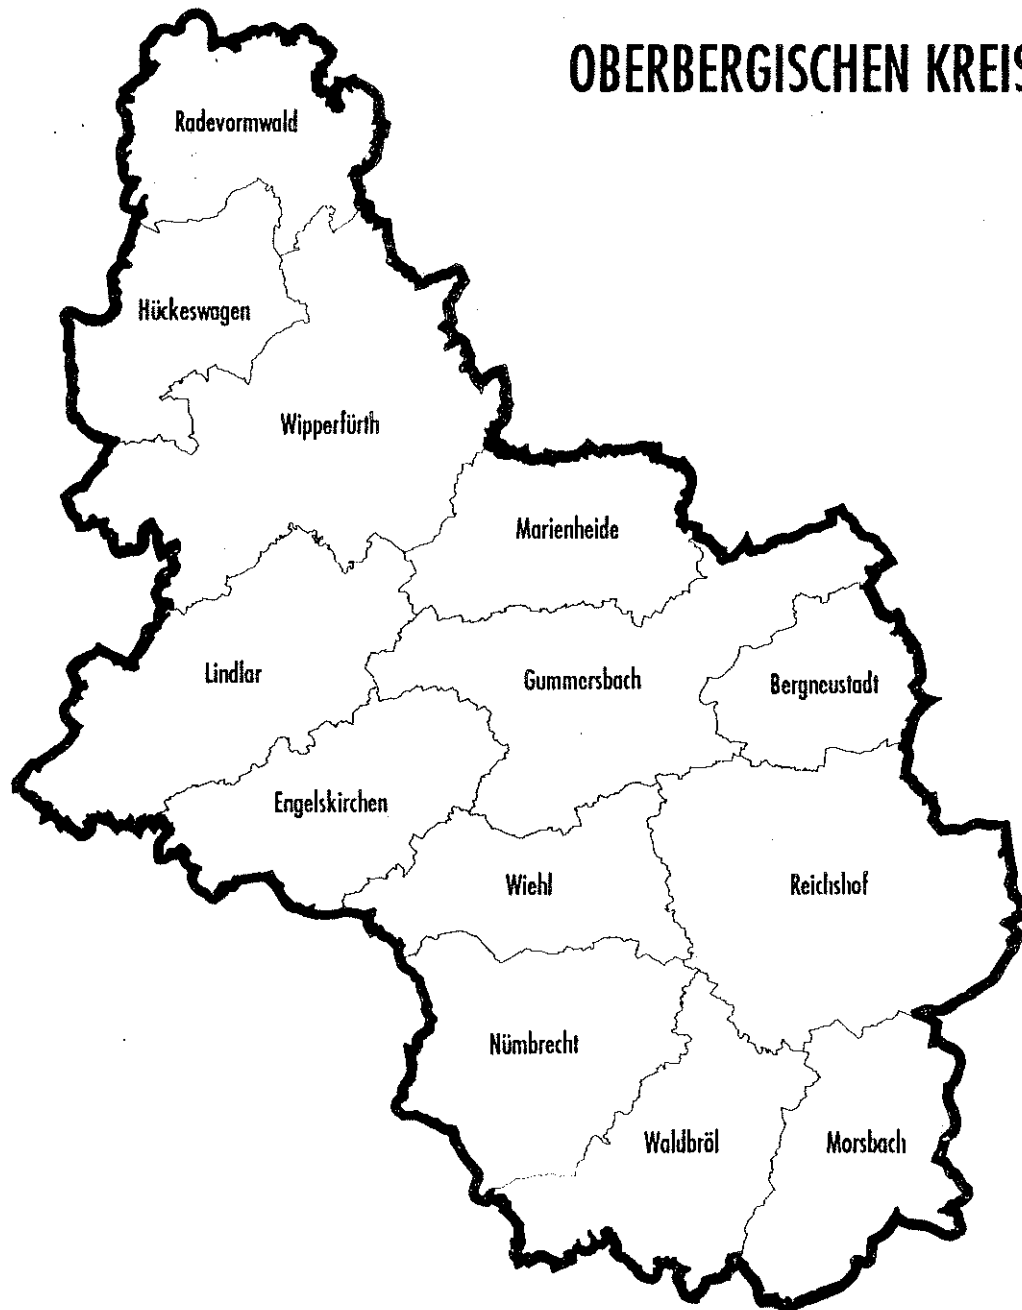 OBERBERGISCHEN KREIS
Radevormwald
Hückeswagen
Wipperfürth
Marienheide
Lindlar
Gummersbach
Bergneustadt
Engelskirchen
Wiehl
Reichshof
Nümbrecht
Waldbröl
Morsbach